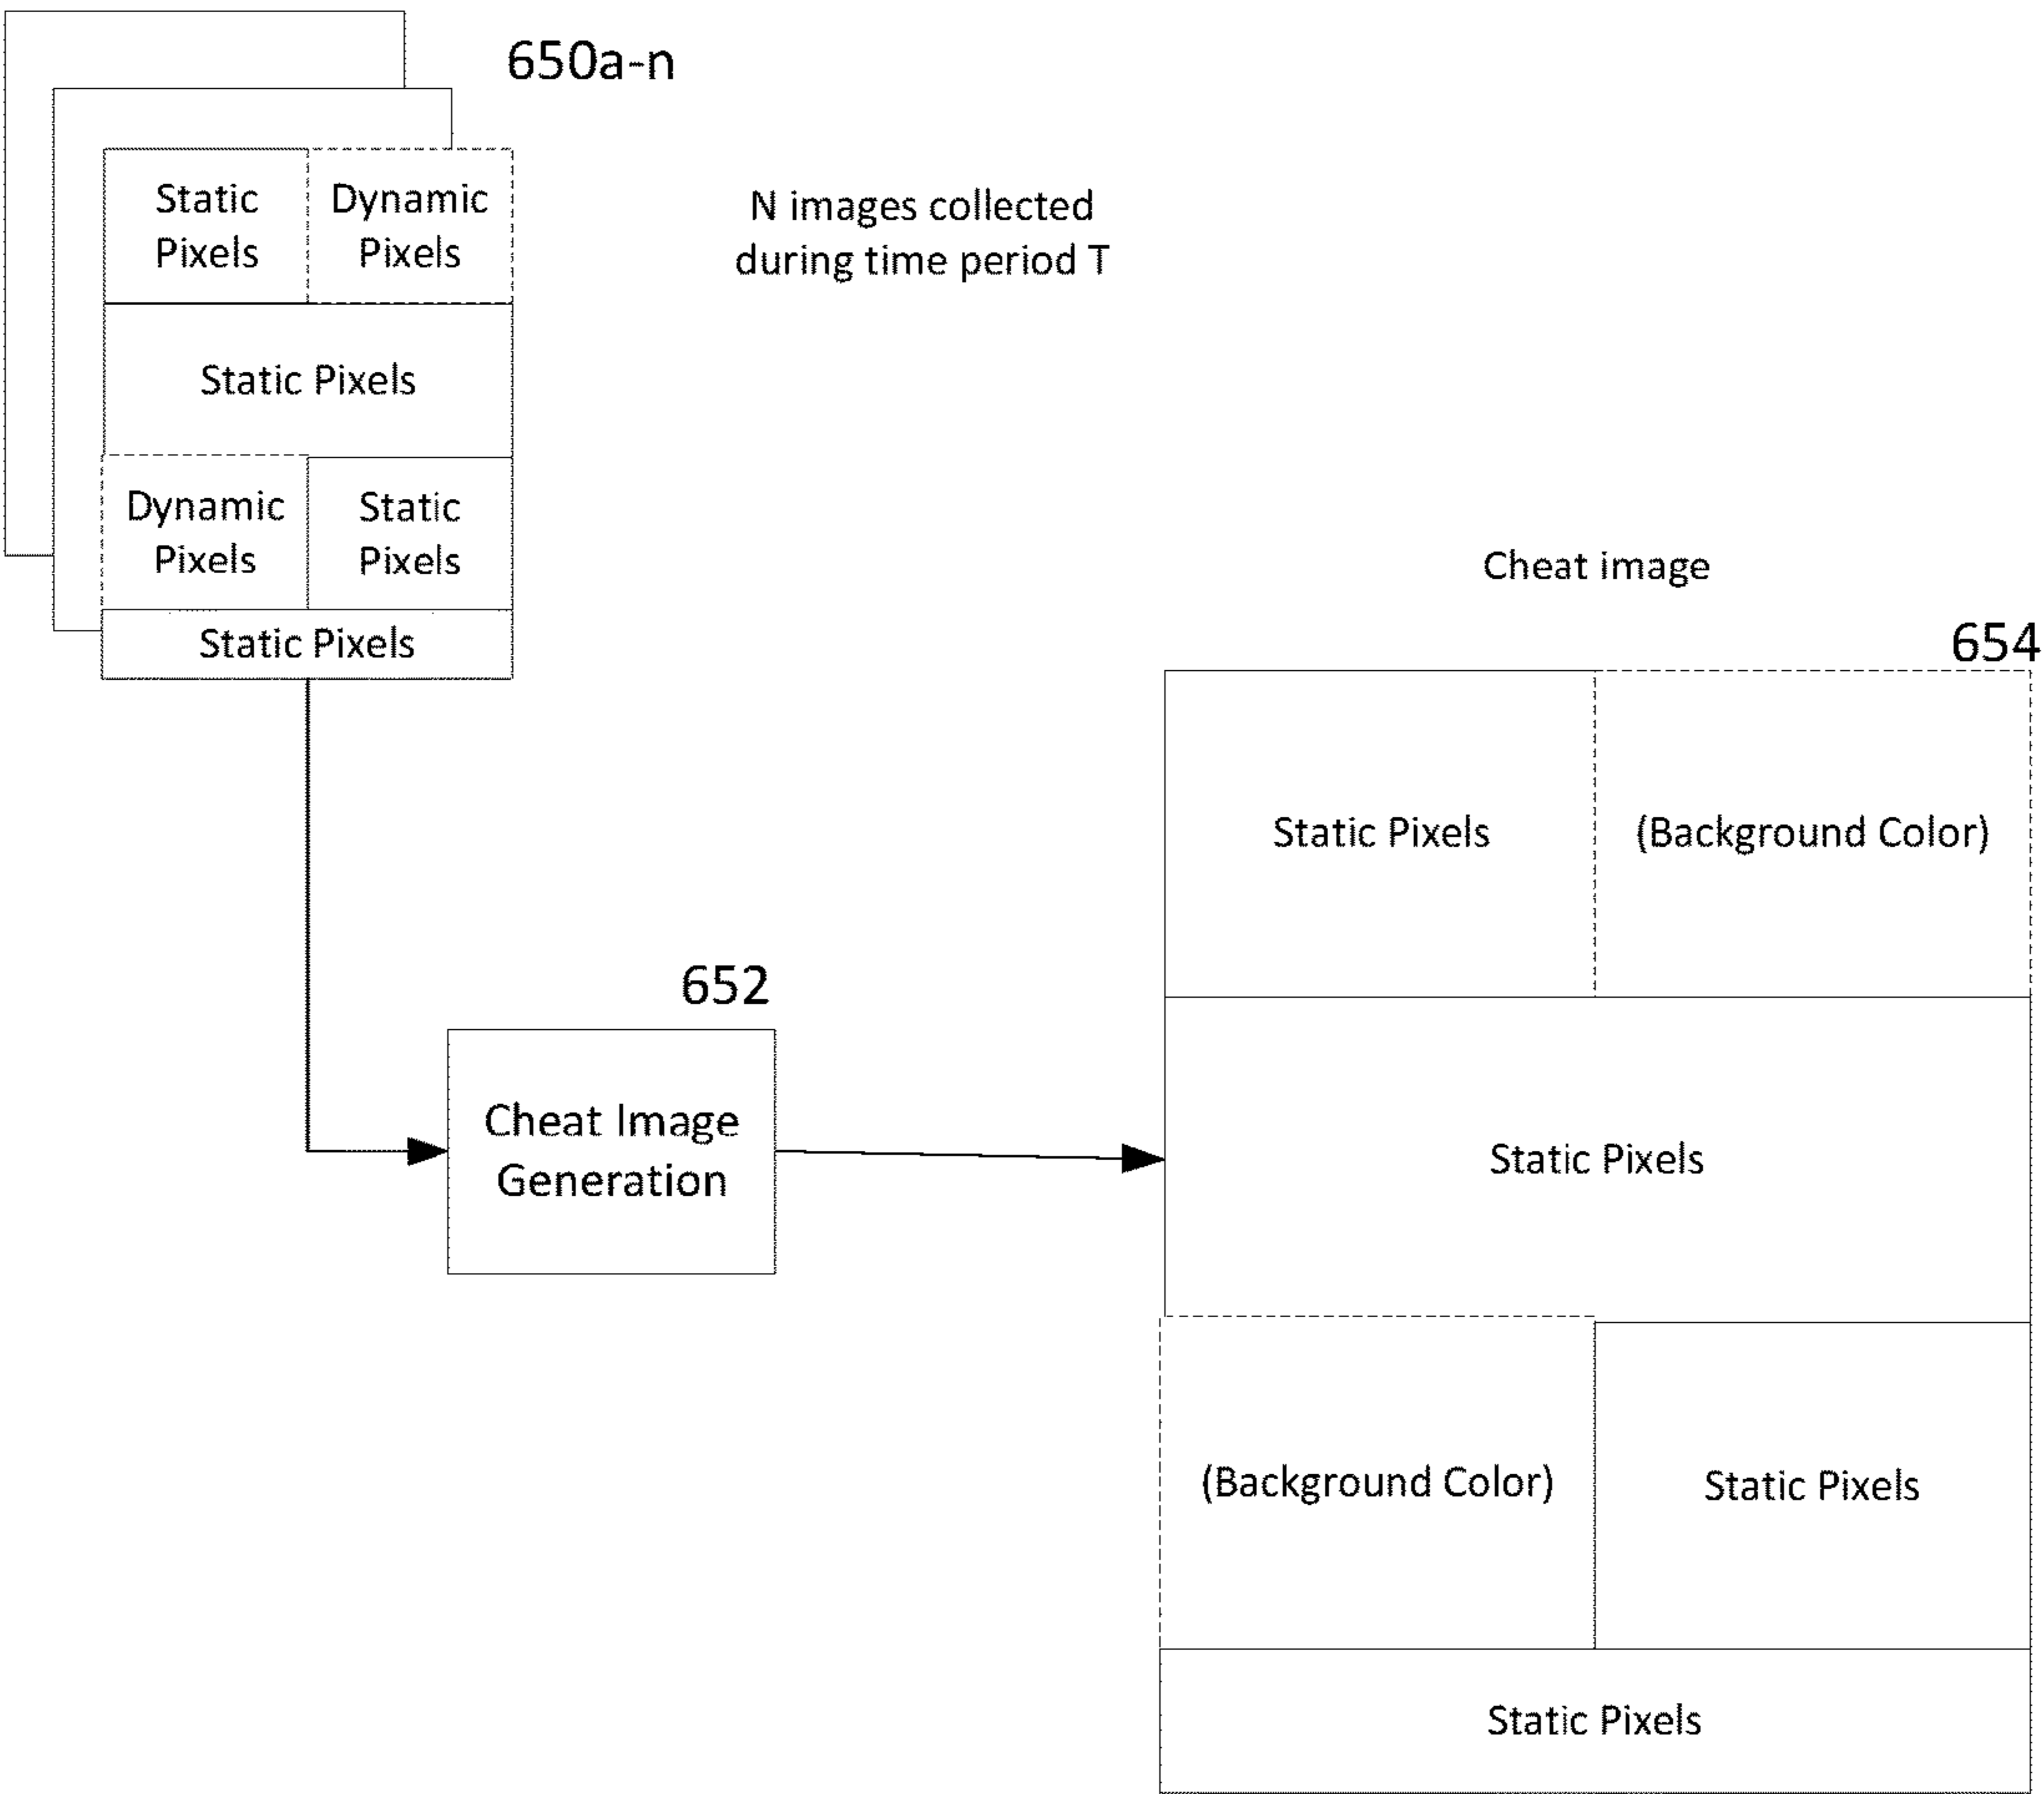 650a-n
Static
Pixels
Dynamic
Pixels
N images collected
during time period T
Static Pixels
Dynamic
Pixels
Static
Pixels
Static Pixels
Cheat image
654
Static Pixels
(Background Color)
652
Cheat Image
Generation
Static Pixels
(Background Color)
Static Pixels
Static Pixels